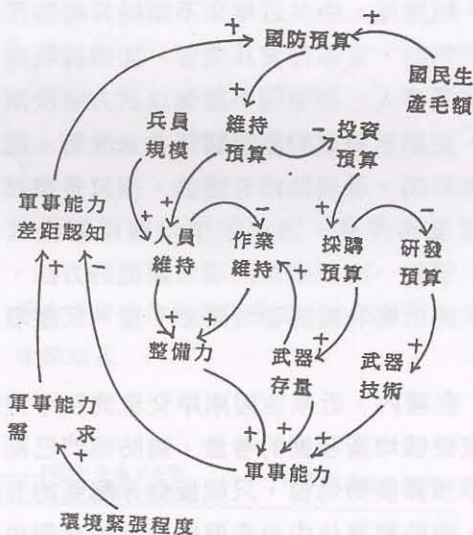 國防預算
國民生
產毛額
兵員
規模
維持
預算
投資
預算
軍事能力
差距認知
人員
維持
作業
維持
採購
預算
研發
預算
整備力
武器
存量
武器
技術
軍事能力
需求
軍事能力
環境緊張程度